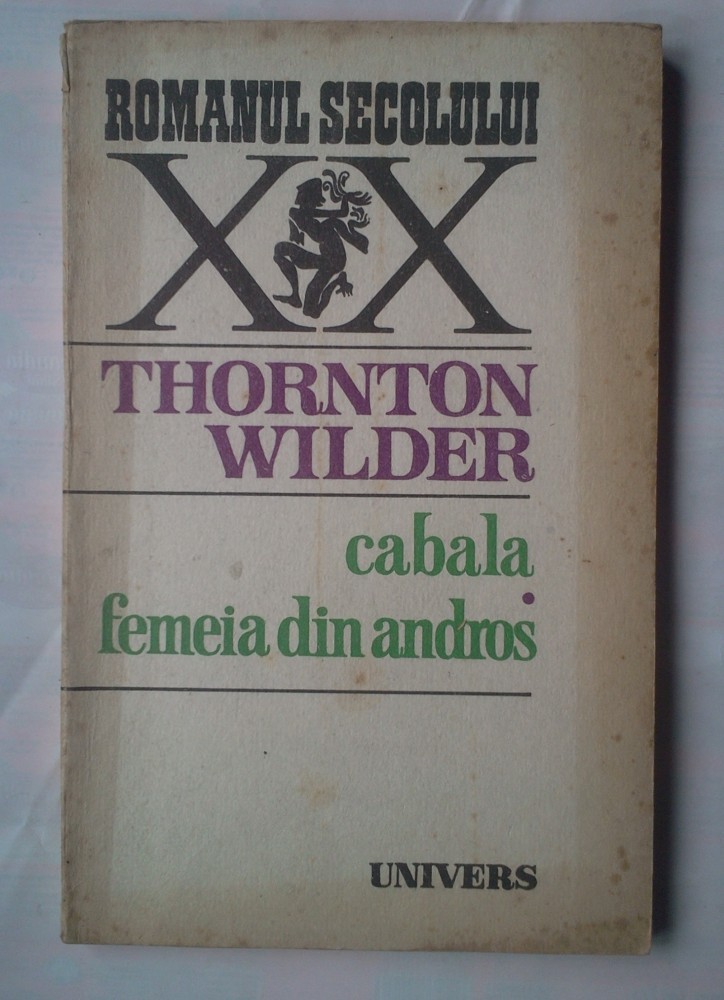 ROMANUL SECOLULUI
XX
THORNTON
WILDER
cabala
•
femeia din andros
UNIVERS